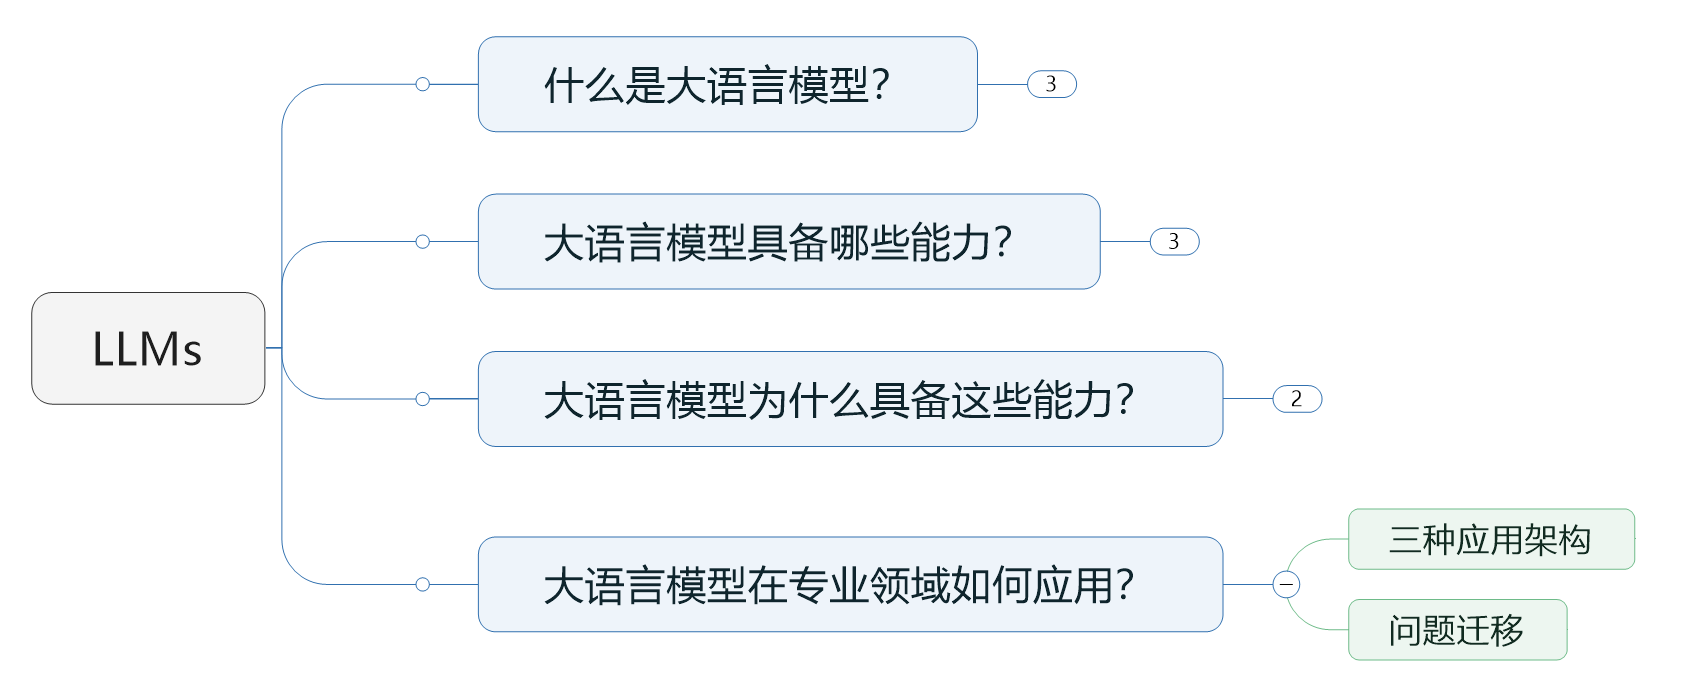 LLMs
什么是大语言模型？
3
大语言模型具备哪些能力？
3
大语言模型为什么具备这些能力？
2
大语言模型在专业领域如何应用？
三种应用架构
问题迁移